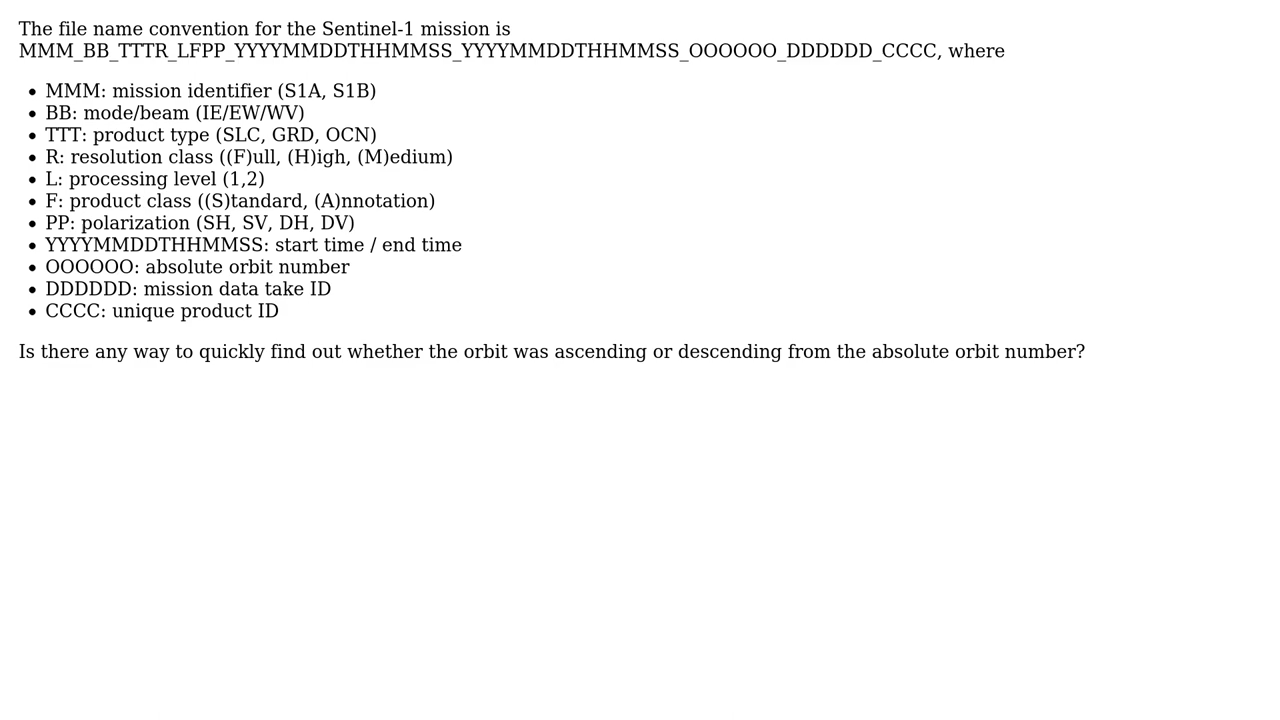 The file name convention for the Sentinel-1 mission is
MMM_BB_TTTR_LFPP_YYYYMMDDTHHMMSS_YYYYMMDDTHHMMSS_OOOOOO_DDDDDD_CCCC, where
• MMM: mission identifier (S1A, S1B)
• BB: mode/beam (IE/EW/WV)
• TTT: product type (SLC, GRD, OCN)
• R: resolution class ((F)ull, (H)igh, (M)edium)
• L: processing level (1,2)
• F: product class ((S)tandard, (A)nnotation)
• PP: polarization (SH, SV, DH, DV)
• YYYYMMDDTHHMMSS: start time / end time
• OOOOOO: absolute orbit number
• DDDDDD: mission data take ID
• CCCC: unique product ID
Is there any way to quickly find out whether the orbit was ascending or descending from the absolute orbit number?